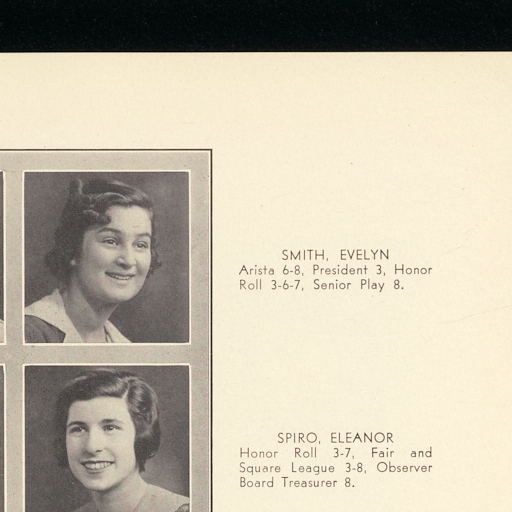 SMITH, EVELYN
Arista 6-8, President 3, Honor
Roll 3-6-7, Senior Play 8.
SPIRO, ELEANOR
Honor Roll 3-7, Fair and
Square League 3-8, Observer
Board Treasurer 8.